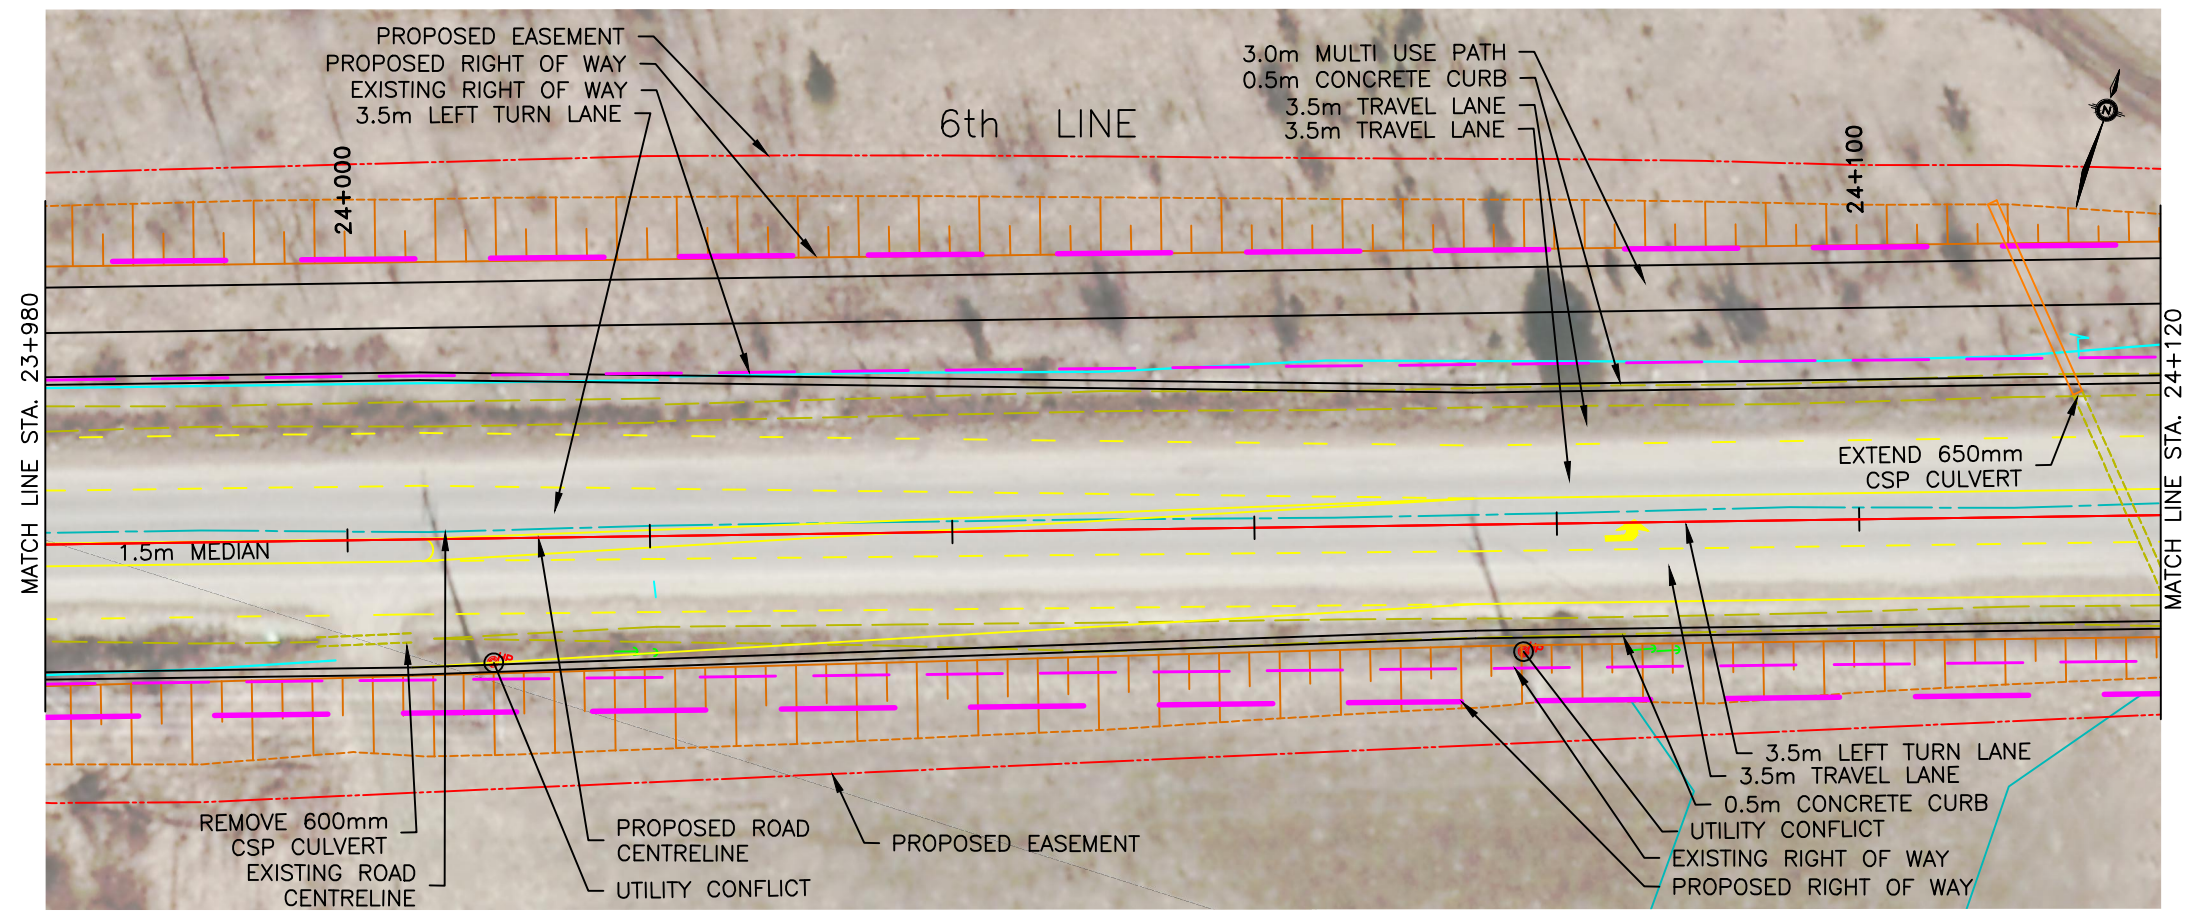 PROPOSED EASEMENT
PROPOSED RIGHT OF WAY
EXISTING RIGHT OF WAY
3.5m LEFT TURN LANE
6th LINE
3.0m MULTI USE PATH
0.5m CONCRETE CURB
3.5m TRAVEL LANE
3.5m TRAVEL LANE
N
24+000
24+100
MATCH LINE STA. 23+980
MATCH LINE STA. 24+120
EXTEND 650mm
CSP CULVERT
1.5m MEDIAN
HP
HP
REMOVE 600mm
CSP CULVERT
EXISTING ROAD
CENTRELINE
PROPOSED ROAD
CENTRELINE
UTILITY CONFLICT
PROPOSED EASEMENT
3.5m LEFT TURN LANE
3.5m TRAVEL LANE
0.5m CONCRETE CURB
UTILITY CONFLICT
EXISTING RIGHT OF WAY
PROPOSED RIGHT OF WAY